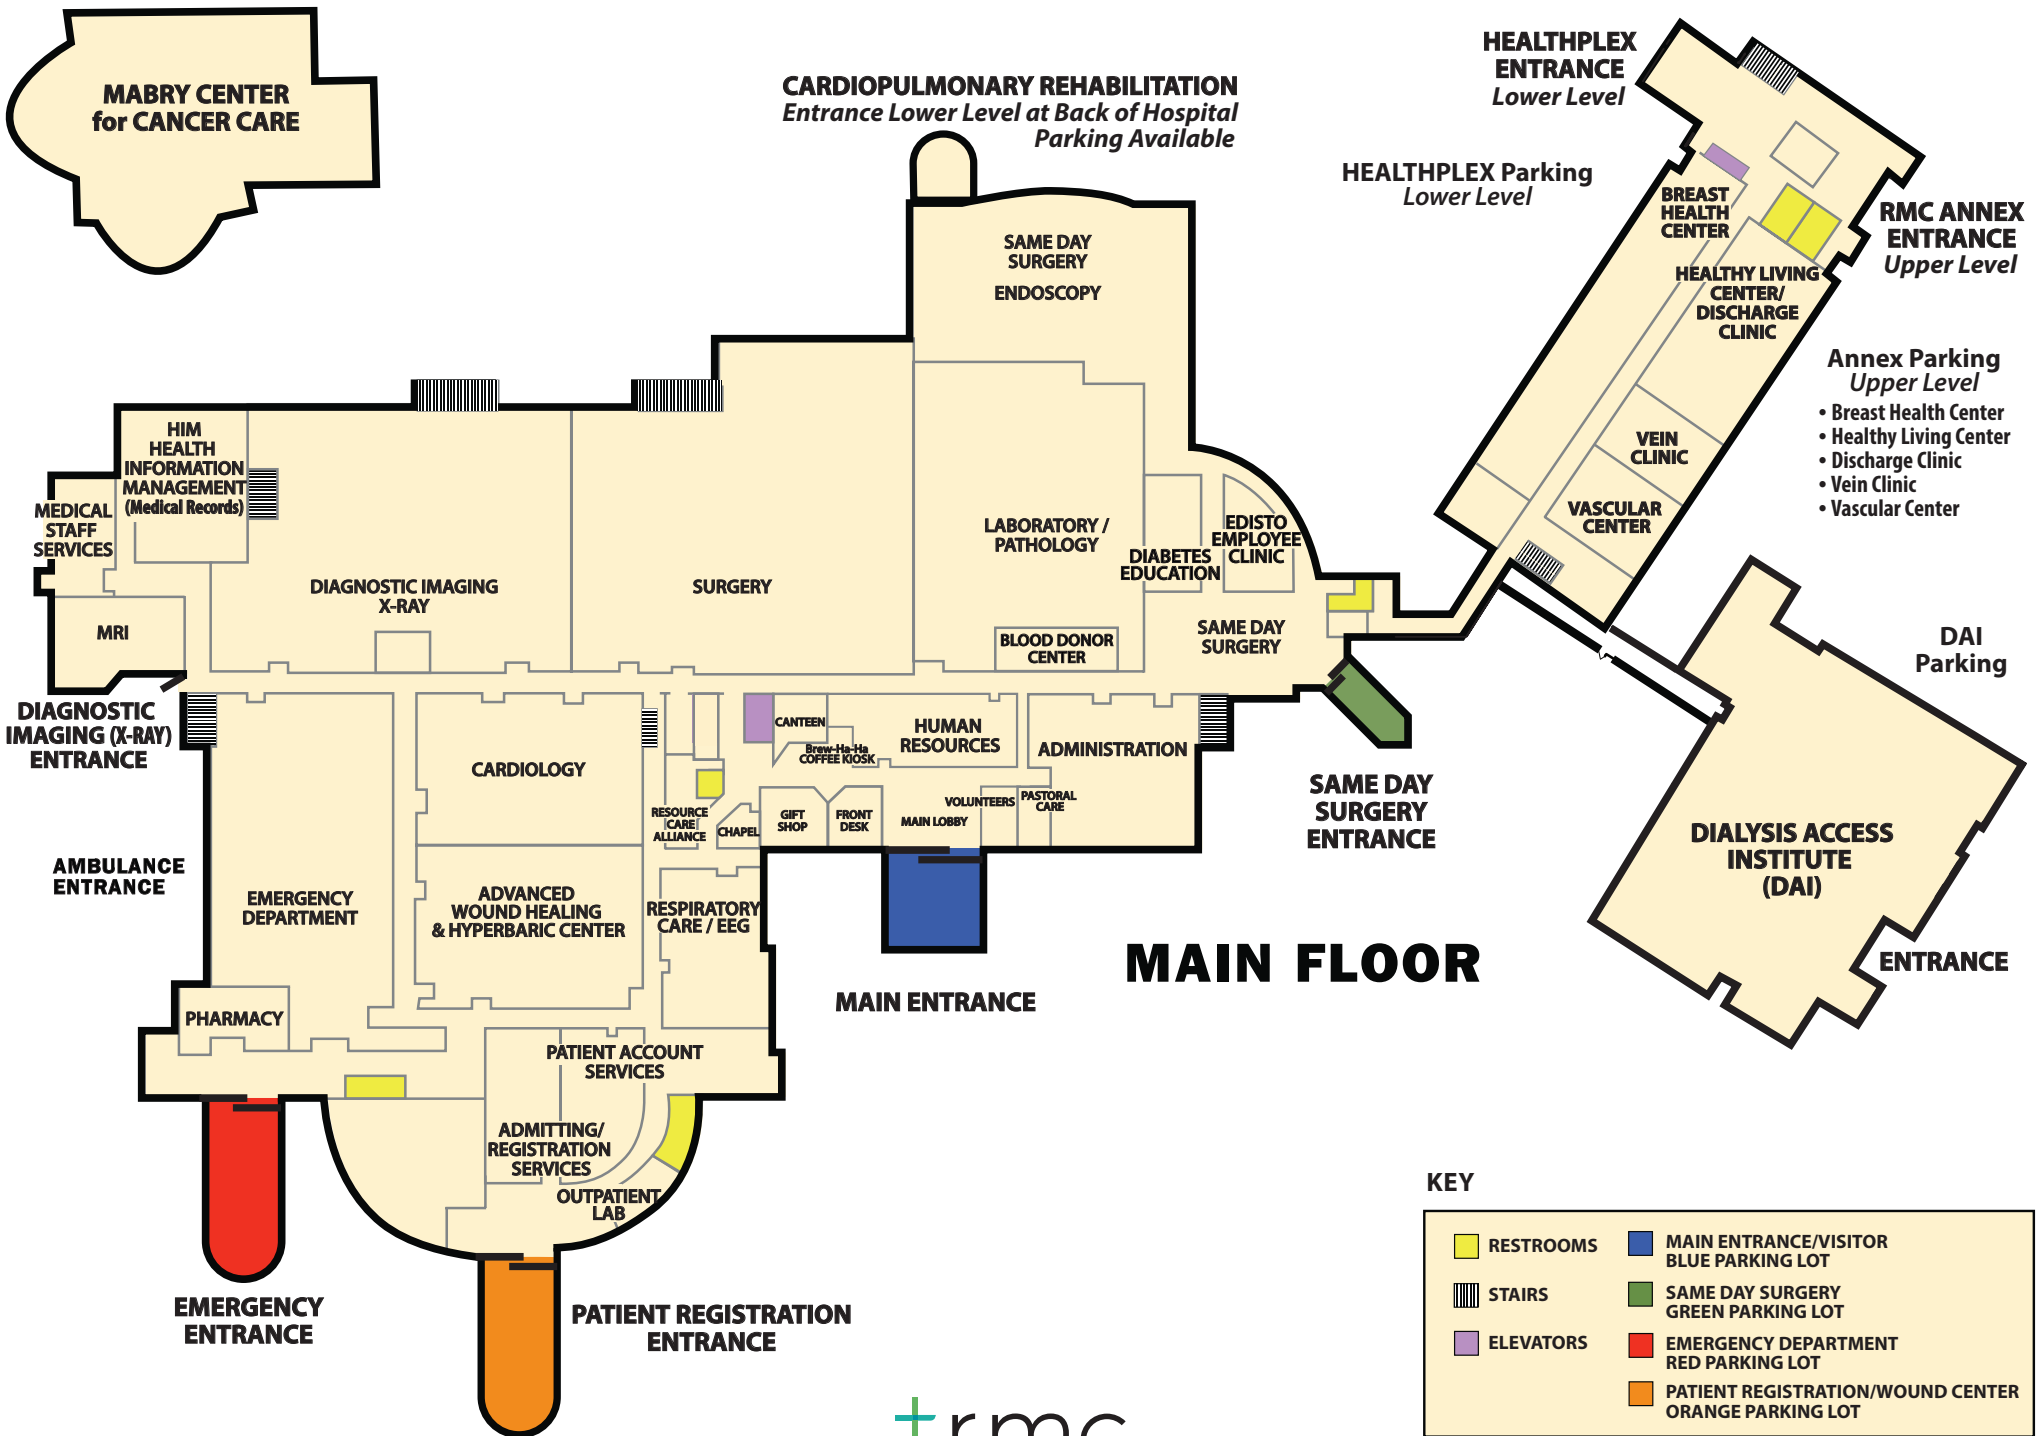 MABRY CENTER
for CANCER CARE
CARDIOPULMONARY REHABILITATION
Entrance Lower Level at Back of Hospital
Parking Available
HEALTHPLEX
ENTRANCE
Lower Level
HEALTHPLEX Parking
Lower Level
BREAST
HEALTH
CENTER
RMC ANNEX
ENTRANCE
Upper Level
HEALTHY LIVING
CENTER/
DISCHARGE
CLINIC
Annex Parking
Upper Level
• Breast Health Center
• Healthy Living Center
• Discharge Clinic
• Vein Clinic
• Vascular Center
VEIN
CLINIC
VASCULAR
CENTER
SAME DAY
SURGERY
ENDOSCOPY
HIM
HEALTH
INFORMATION
MANAGEMENT
(Medical Records)
MEDICAL
STAFF
SERVICES
MRI
DIAGNOSTIC IMAGING
X-RAY
SURGERY
LABORATORY /
PATHOLOGY
DIABETES
EDUCATION
EDISTO
EMPLOYEE
CLINIC
BLOOD DONOR
CENTER
SAME DAY
SURGERY
DAI
Parking
DIAGNOSTIC
IMAGING (X-RAY)
ENTRANCE
CARDIOLOGY
CANTEEN
Brew-Ha-Ha
COFFEE KIOSK
HUMAN
RESOURCES
ADMINISTRATION
RESOURCE
CARE
ALLIANCE
CHAPEL
GIFT
SHOP
FRONT
DESK
MAIN LOBBY
VOLUNTEERS
PASTORAL
CARE
SAME DAY
SURGERY
ENTRANCE
DIALYSIS ACCESS
INSTITUTE
(DAI)
ENTRANCE
AMBULANCE
ENTRANCE
EMERGENCY
DEPARTMENT
ADVANCED
WOUND HEALING
& HYPERBARIC CENTER
RESPIRATORY
CARE / EEG
MAIN FLOOR
MAIN ENTRANCE
PHARMACY
PATIENT ACCOUNT
SERVICES
ADMITTING/
REGISTRATION
SERVICES
OUTPATIENT
LAB
EMERGENCY
ENTRANCE
PATIENT REGISTRATION
ENTRANCE
KEY
RESTROOMS
STAIRS
ELEVATORS
MAIN ENTRANCE/VISITOR
BLUE PARKING LOT
SAME DAY SURGERY
GREEN PARKING LOT
EMERGENCY DEPARTMENT
RED PARKING LOT
PATIENT REGISTRATION/WOUND CENTER
ORANGE PARKING LOT
trmc